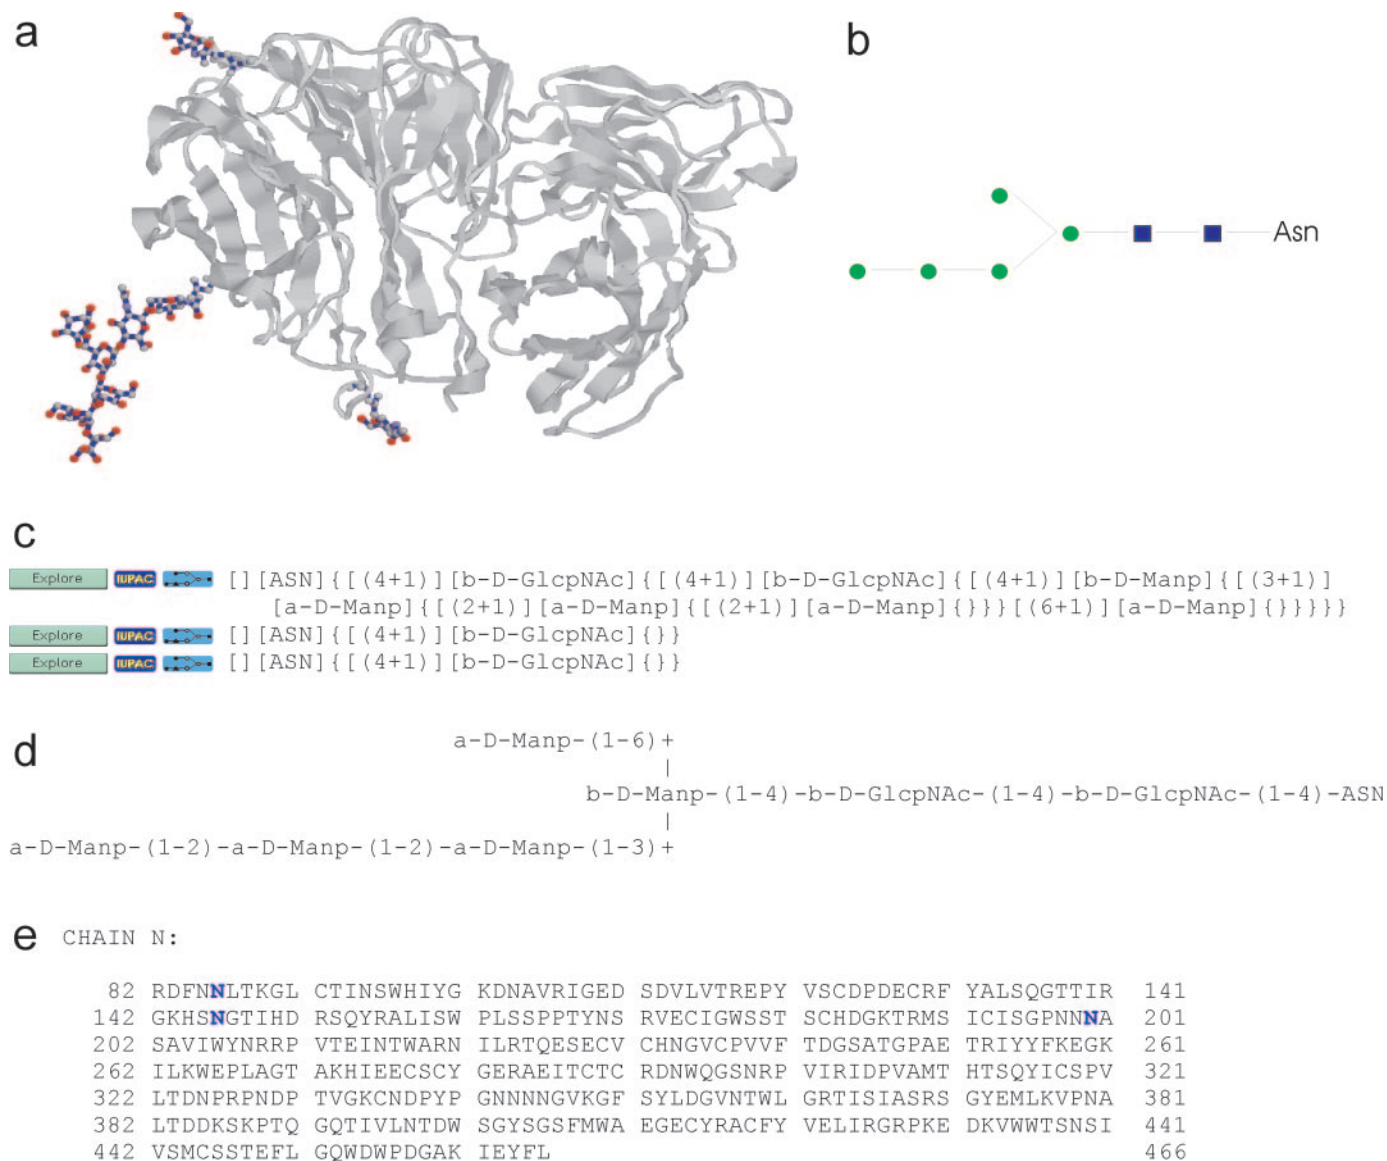 a
b
Asn
c
Explore IUPAC [][ASN]{[(4+1)][b-D-GlcpNAc]{[(4+1)][b-D-GlcpNAc]{[(4+1)][b-D-Manp]{[(3+1)]
[a-D-Manp]{[(2+1)][a-D-Manp]{[(2+1)][a-D-Manp]{}}}[(6+1)][a-D-Manp]{}}}}}
Explore IUPAC [][ASN]{[(4+1)][b-D-GlcpNAc]{}}
Explore IUPAC [][ASN]{[(4+1)][b-D-GlcpNAc]{}}
d
a-D-Manp-(1-6)+
|
b-D-Manp-(1-4)-b-D-GlcpNAc-(1-4)-b-D-GlcpNAc-(1-4)-ASN
|
a-D-Manp-(1-2)-a-D-Manp-(1-2)-a-D-Manp-(1-3)+
e CHAIN N:
82 RDFNNLTKGL CTINSWHIYG KDNAVRIGED SDVLVTREPY VSCDPDECRF YALSQGTTIR 141
142 GKHSNGTIHD RSQYRALISW PLSSPPTYNS RVECIGWSST SCHDGKTRMS ICISGPNNNA 201
202 SAVIWYNRRP VTEINTWARN ILRTQESECV CHNGVCPVVF TDGSATGPAE TRIYYFKEGK 261
262 ILKWEPLAGT AKHIEECSCY GERAEITCTC RDNWQGSNRP VIRIDPVAMT HTSQYICSPV 321
322 LTDNPRPNDP TVGKCNDPYP GNNNNGVKGF SYLDGVNTWL GRTISIASRS GYEMLKVPNA 381
382 LTDDKSKPTQ GQTIVLNTDW SGYSGSFMWA EGECYRACFY VELIRGRPKE DKVWWTSNSI 441
442 VSMCSSTEFL GQWDWPDGAK IEYFL 466